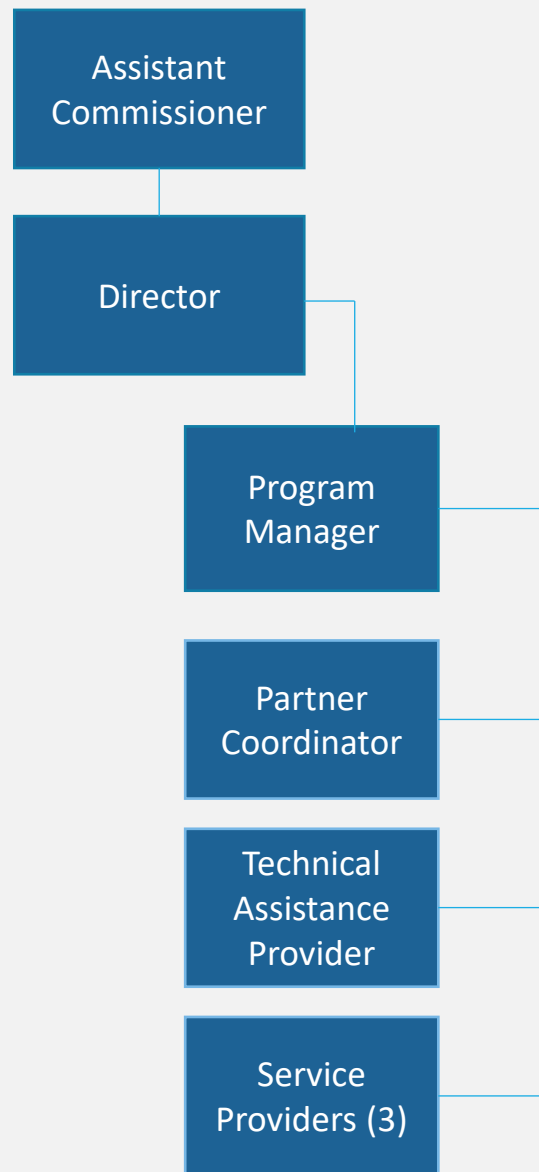 Assistant
Commissioner
Director
Program
Manager
Partner
Coordinator
Technical
Assistance
Provider
Service
Providers (3)